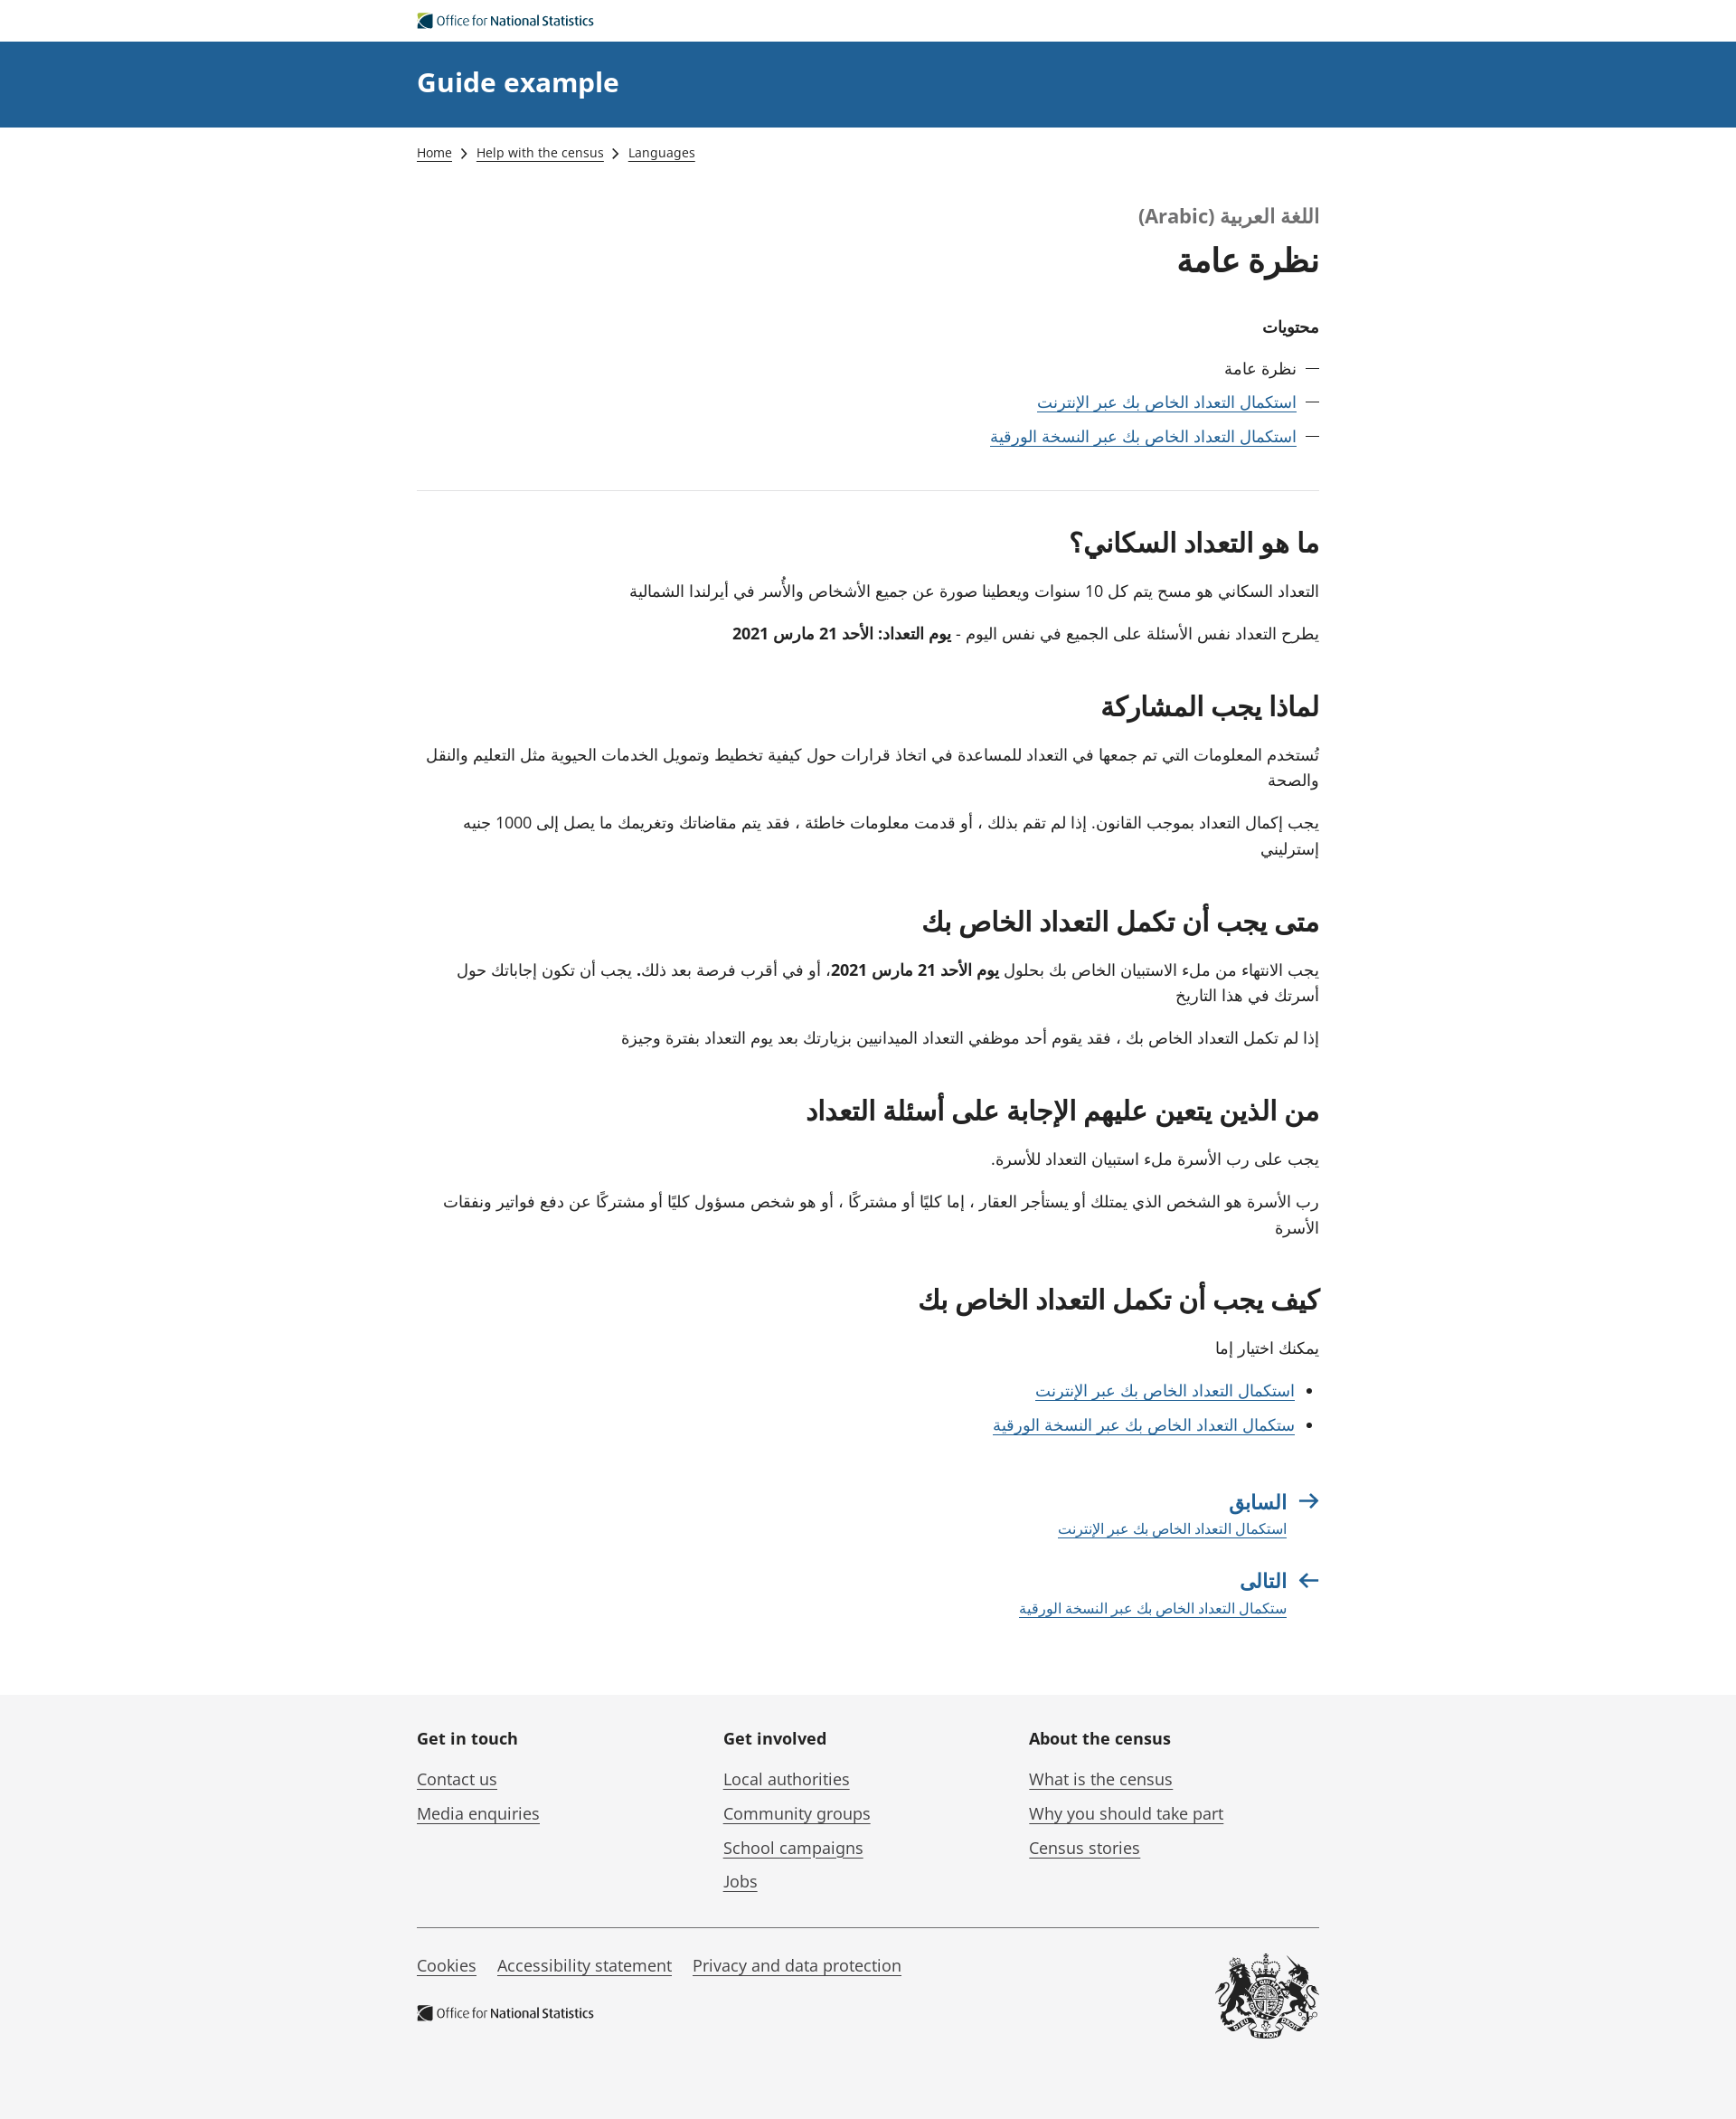 Office for National Statistics
Guide example
Home
Help with the census
Languages
اللغة العربية (Arabic)
نظرة عامة
محتويات
— نظرة عامة
— استكمال التعداد الخاص بك عبر الإنترنت
— استكمال التعداد الخاص بك عبر النسخة الورقية
ما هو التعداد السكاني؟
التعداد السكاني هو مسح يتم كل 10 سنوات ويعطينا صورة عن جميع الأشخاص والأُسر في أيرلندا الشمالية
يطرح التعداد نفس الأسئلة على الجميع في نفس اليوم - يوم التعداد: الأحد 21 مارس 2021
لماذا يجب المشاركة
تُستخدم المعلومات التي تم جمعها في التعداد للمساعدة في اتخاذ قرارات حول كيفية تخطيط وتمويل الخدمات الحيوية مثل التعليم والنقل
والصحة
يجب إكمال التعداد بموجب القانون. إذا لم تقم بذلك ، أو قدمت معلومات خاطئة ، فقد يتم مقاضاتك وتغريمك ما يصل إلى 1000 جنيه
إسترليني
متى يجب أن تكمل التعداد الخاص بك
يجب الانتهاء من ملء الاستبيان الخاص بك بحلول يوم الأحد 21 مارس 2021، أو في أقرب فرصة بعد ذلك. يجب أن تكون إجاباتك حول
أسرتك في هذا التاريخ
إذا لم تكمل التعداد الخاص بك ، فقد يقوم أحد موظفي التعداد الميدانيين بزيارتك بعد يوم التعداد بفترة وجيزة
من الذين يتعين عليهم الإجابة على أسئلة التعداد
يجب على رب الأسرة ملء استبيان التعداد للأسرة.
رب الأسرة هو الشخص الذي يمتلك أو يستأجر العقار ، إما كليًا أو مشتركًا ، أو هو شخص مسؤول كليًا أو مشتركًا عن دفع فواتير ونفقات
الأسرة
كيف يجب أن تكمل التعداد الخاص بك
يمكنك اختيار إما
• استكمال التعداد الخاص بك عبر الإنترنت
• ستكمال التعداد الخاص بك عبر النسخة الورقية
السابق
استكمال التعداد الخاص بك عبر الإنترنت
التالى
ستكمال التعداد الخاص بك عبر النسخة الورقية
Get in touch
Contact us
Media enquiries
Get involved
Local authorities
Community groups
School campaigns
Jobs
About the census
What is the census
Why you should take part
Census stories
Cookies
Accessibility statement
Privacy and data protection
Office for National Statistics
DIEU ET MON DROIT